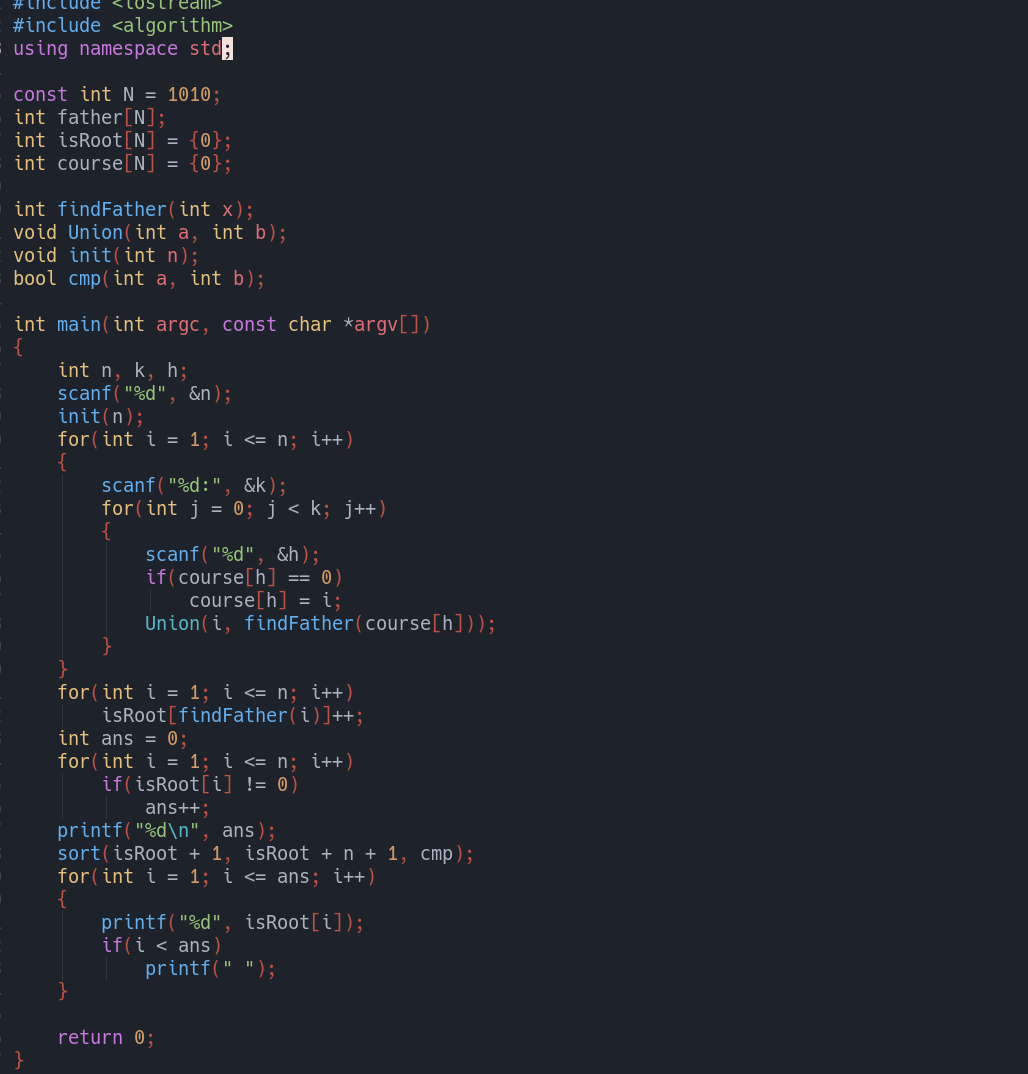 #include <iostream>
#include <algorithm>
using namespace std;
const int N = 1010;
int father[N];
int isRoot[N] = {0};
int course[N] = {0};
int findFather(int x);
void Union(int a, int b);
void init(int n);
bool cmp(int a, int b);
int main(int argc, const char *argv[])
{
    int n, k, h;
    scanf("%d", &n);
    init(n);
    for(int i = 1; i <= n; i++)
    {
        scanf("%d:", &k);
        for(int j = 0; j < k; j++)
        {
            scanf("%d", &h);
            if(course[h] == 0)
                course[h] = i;
            Union(i, findFather(course[h]));
        }
    }
    for(int i = 1; i <= n; i++)
        isRoot[findFather(i)]++;
    int ans = 0;
    for(int i = 1; i <= n; i++)
        if(isRoot[i] != 0)
            ans++;
    printf("%d\n", ans);
    sort(isRoot + 1, isRoot + n + 1, cmp);
    for(int i = 1; i <= ans; i++)
    {
        printf("%d", isRoot[i]);
        if(i < ans)
            printf(" ");
    }
    return 0;
}